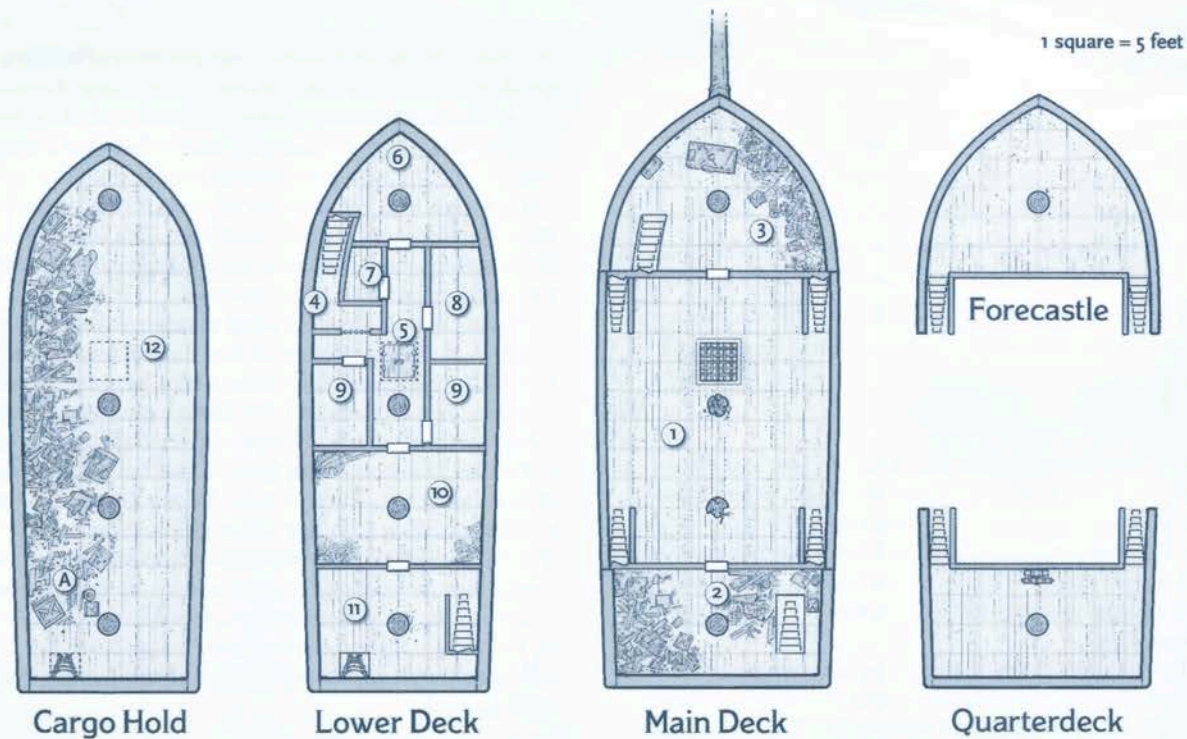 1 square = 5 feet
6
3
7
4
8
5
Forecastle
12
9
9
1
10
A
2
11
Cargo Hold
Lower Deck
Main Deck
Quarterdeck